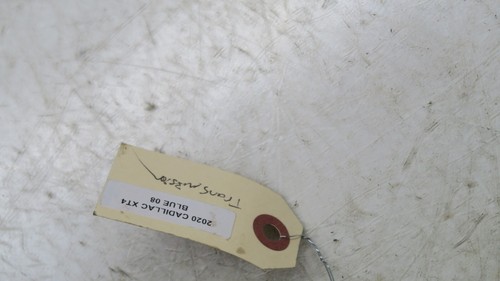 2020 CADILLAC XT4
BLUE 08
Transmission